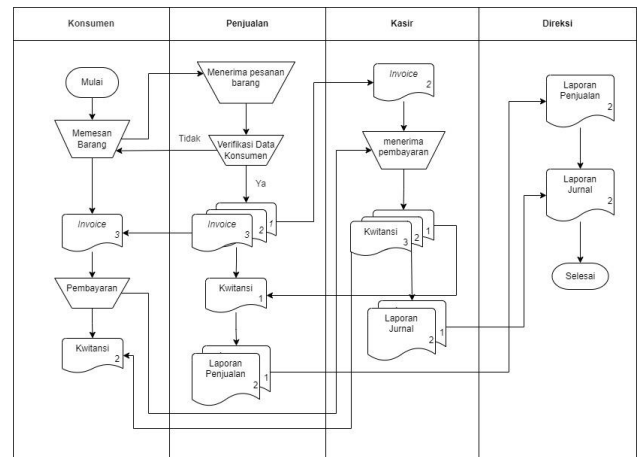 Konsumen
Penjualan
Kasir
Direksi
Mulai
Memesan
Barang
Invoice
3
Pembayaran
Kwitansi
2
Menerima pesanan
barang
Tidak
Verifikasi Data
Konsumen
Ya
Invoice
3
2
1
Kwitansi
1
Laporan
Penjualan
2
1
Invoice
2
menerima
pembayaran
Kwitansi
3
2
1
Laporan
Jurnal
2
1
Laporan
Penjualan
2
Laporan
Jurnal
2
Selesai